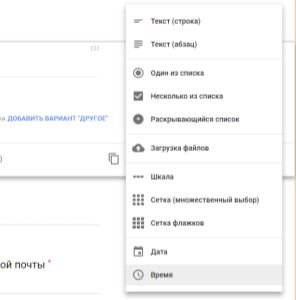 Текст (строка)
Текст (абзац)
Один из списка
ДОБАВИТЬ ВАРИАНТ "ДРУГОЕ"
Несколько из списка
Раскрывающийся список
Загрузка файлов
Шкала
Сетка (множественный выбор)
Сетка флажков
Дата
ой почты *
Время